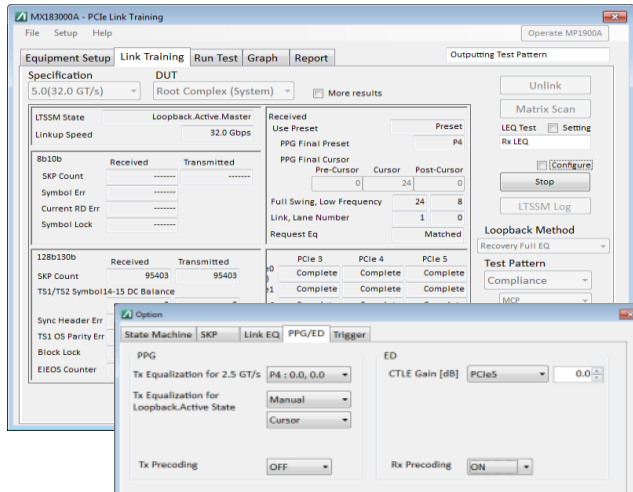 MX183000A - PCIe Link Training
File Setup Help Operate MP1900A
Equipment Setup Link Training Run Test Graph Report Outputting Test Pattern
Specification DUT
5.0(32.0 GT/s) Root Complex (System) More results
Unlink
Matrix Scan
LEQ Test Setting
Rx LEQ
Configure
Stop
LTSSM Log
Loopback Method
Recovery Full EQ
Test Pattern
Compliance
MCP
LTSSM State Loopback.Active.Master
Linkup Speed 32.0 Gbps
8b10b Received Transmitted
SKP Count ------- -------
Symbol Err -------
Current RD Err -------
Symbol Lock -------
128b130b Received Transmitted
SKP Count 95403 95403
TS1/TS2 Symbol14-15 DC Balance
Sync Header Err
TS1 OS Parity Err
Block Lock
EIEOS Counter
Received
Use Preset Preset
PPG Final Preset P4
PPG Final Cursor
Pre-Cursor Cursor Post-Cursor
0 24 0
Full Swing, Low Frequency 24 8
Link, Lane Number 1 0
Request Eq Matched
PCIe 3 PCIe 4 PCIe 5
e0 Complete Complete Complete
e1 Complete Complete Complete
Option
State Machine SKP Link EQ PPG/ED Trigger
PPG
Tx Equalization for 2.5 GT/s P4 : 0.0, 0.0
Tx Equalization for
Loopback.Active State
Manual
Cursor
Tx Precoding OFF
ED
CTLE Gain [dB] PCIe5 0.0
Rx Precoding ON